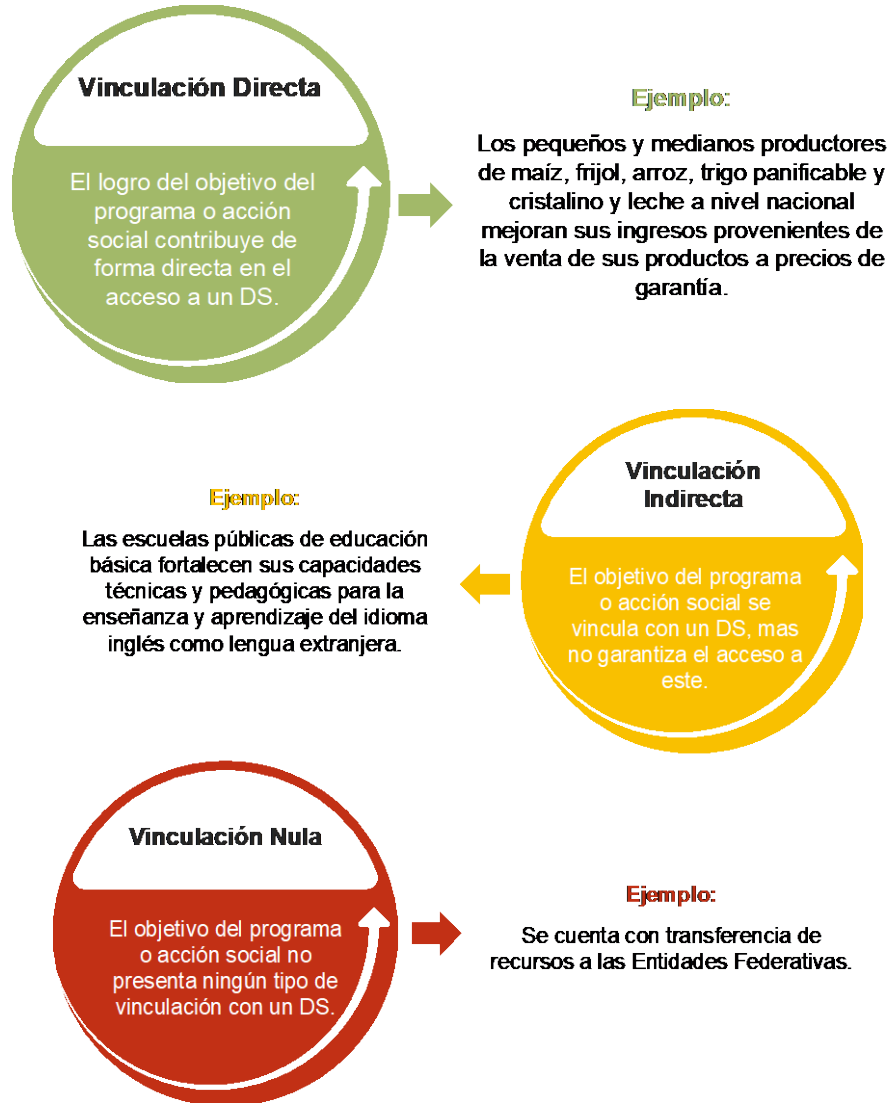 Vinculación Directa
El logro del objetivo del
programa o acción
social contribuye de
forma directa en el
acceso a un DS.
Ejemplo:
Los pequeños y medianos productores
de maíz, frijol, arroz, trigo panificable y
cristalino y leche a nivel nacional
mejoran sus ingresos provenientes de
la venta de sus productos a precios de
garantía.
Vinculación
Indirecta
El objetivo del programa
o acción social se
vincula con un DS, mas
no garantiza el acceso a
este.
Ejemplo:
Las escuelas públicas de educación
básica fortalecen sus capacidades
técnicas y pedagógicas para la
enseñanza y aprendizaje del idioma
inglés como lengua extranjera.
Vinculación Nula
El objetivo del programa
o acción social no
presenta ningún tipo de
vinculación con un DS.
Ejemplo:
Se cuenta con transferencia de
recursos a las Entidades Federativas.